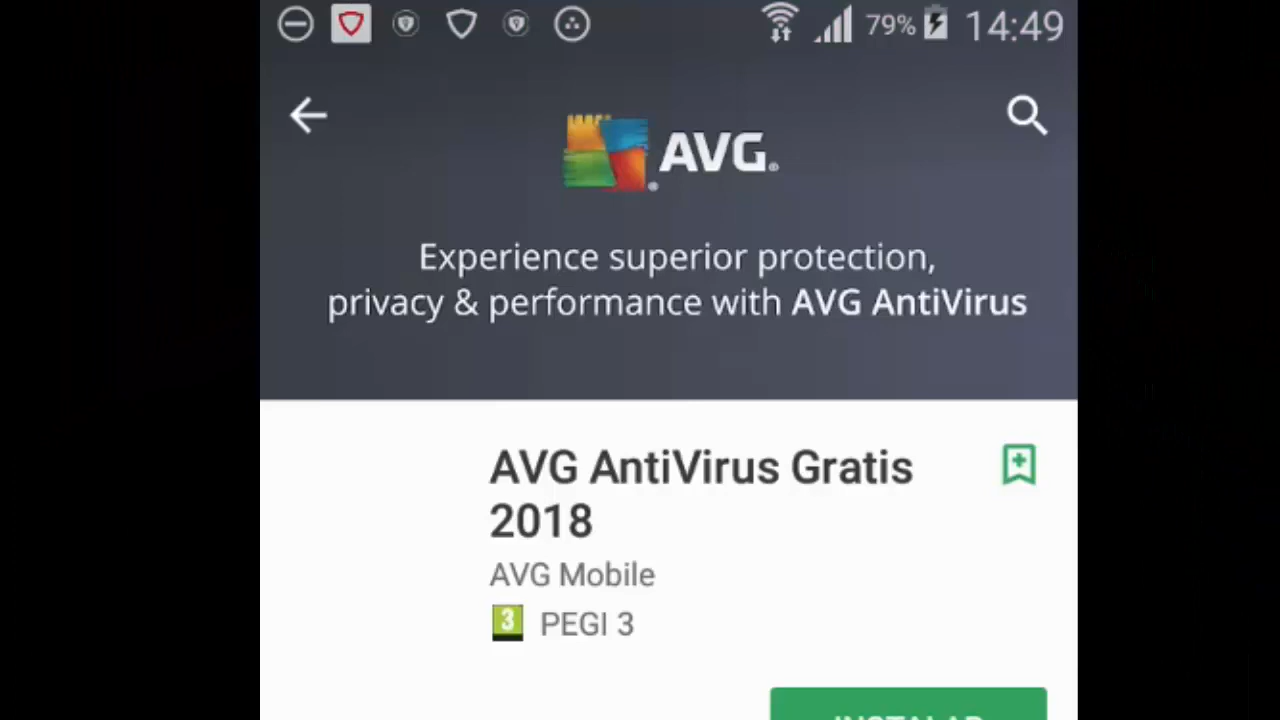 79% 14:49
AVG
Experience superior protection,
privacy & performance with AVG AntiVirus
AVG AntiVirus Gratis
2018
AVG Mobile
3 PEGI 3
INSTALAR